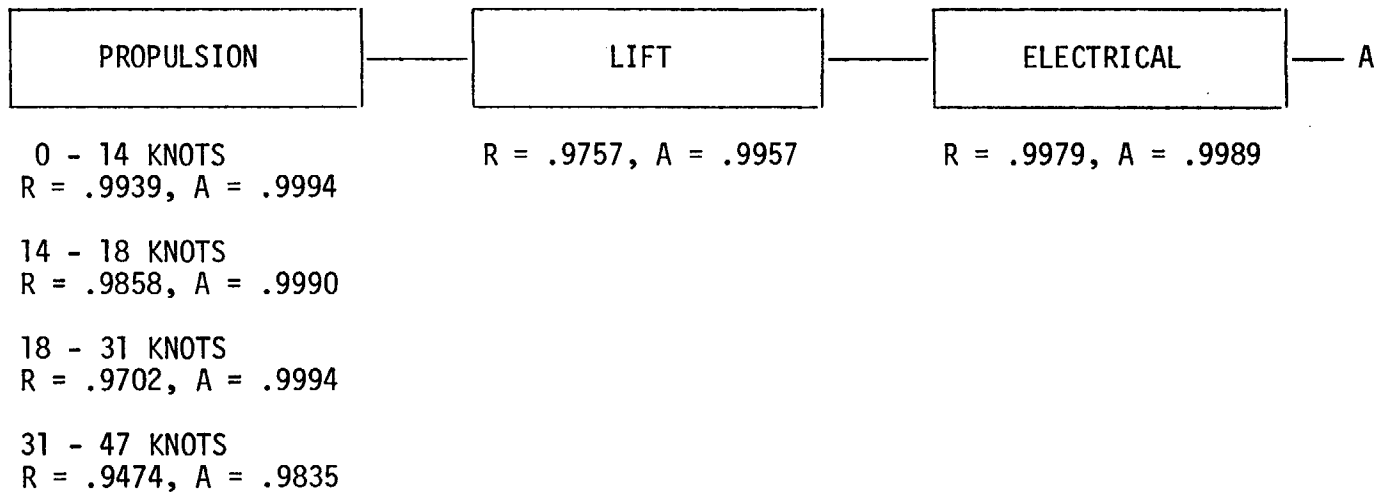 PROPULSION
LIFT
ELECTRICAL
A
0 - 14 KNOTS
R = .9939, A = .9994
14 - 18 KNOTS
R = .9858, A = .9990
18 - 31 KNOTS
R = .9702, A = .9994
31 - 47 KNOTS
R = .9474, A = .9835
R = .9757, A = .9957
R = .9979, A = .9989